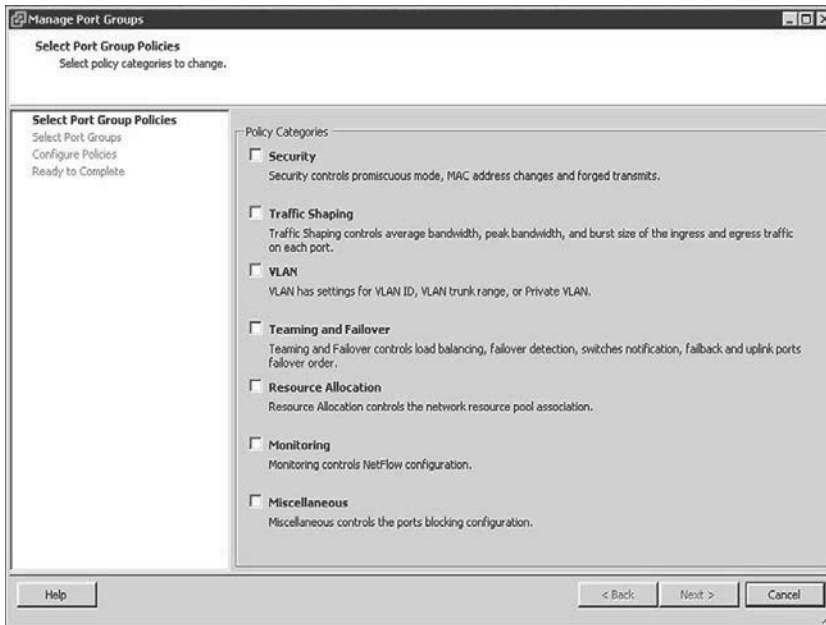 Manage Port Groups
Select Port Group Policies
Select policy categories to change.
Select Port Group Policies
Select Port Groups
Configure Policies
Ready to Complete
Policy Categories
Security
Security controls promiscuous mode, MAC address changes and forged transmits.
Traffic Shaping
Traffic Shaping controls average bandwidth, peak bandwidth, and burst size of the ingress and egress traffic
on each port.
VLAN
VLAN has settings for VLAN ID, VLAN trunk range, or Private VLAN.
Teaming and Failover
Teaming and Failover controls load balancing, failover detection, switches notification, failback and uplink ports
failover order.
Resource Allocation
Resource Allocation controls the network resource pool association.
Monitoring
Monitoring controls NetFlow configuration.
Miscellaneous
Miscellaneous controls the ports blocking configuration.
Help
< Back
Next >
Cancel